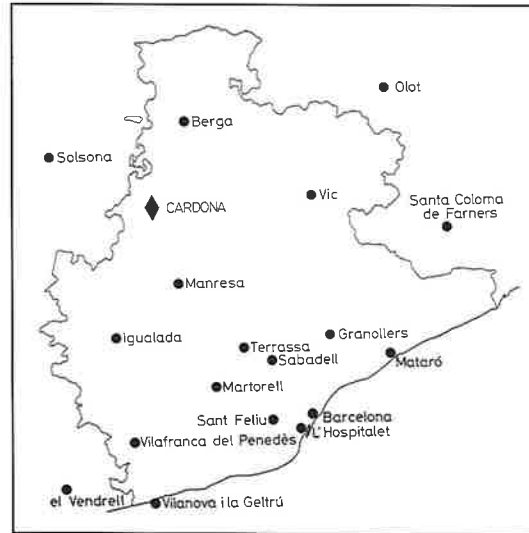 Olot
Berga
Solsona
Vic
CARDONA
Santa Coloma
de Farners
Manresa
igualada
Granollers
Terrassa
Sabadell
Mataró
Martorell
Barcelona
Sant Feliu
L'Hospitalet
Vilafranca del Penedès
el Vendrell
Vilanova i la Geltrú